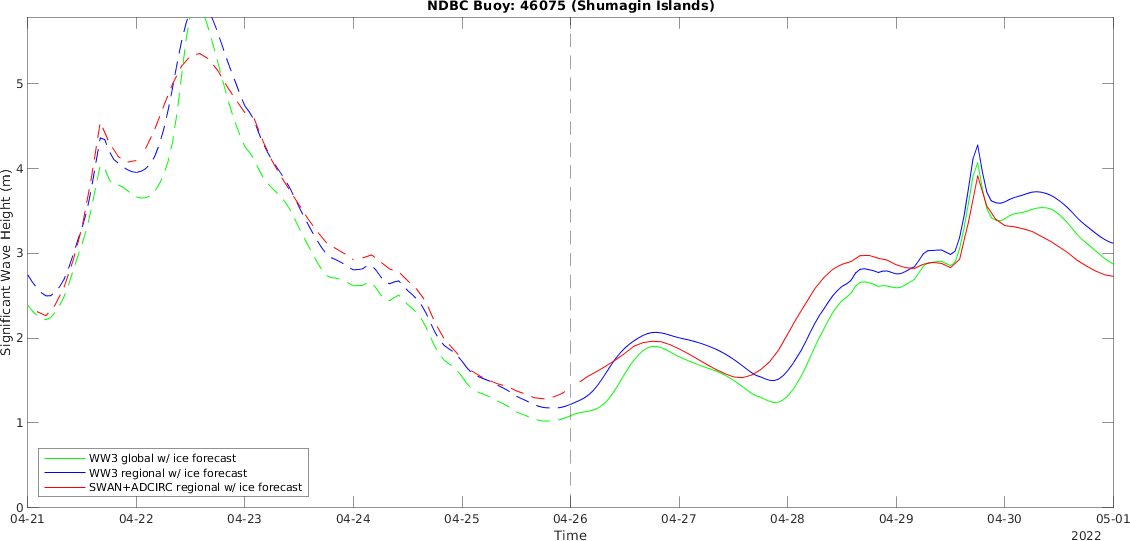 NDBC Buoy: 46075 (Shumagin Islands)
Significant Wave Height (m)
5
4
3
2
1
0
WW3 global w/ ice forecast
WW3 regional w/ ice forecast
SWAN+ADCIRC regional w/ ice forecast
04-21 04-22 04-23 04-24 04-25 04-26 04-27 04-28 04-29 04-30 05-01
Time
2022